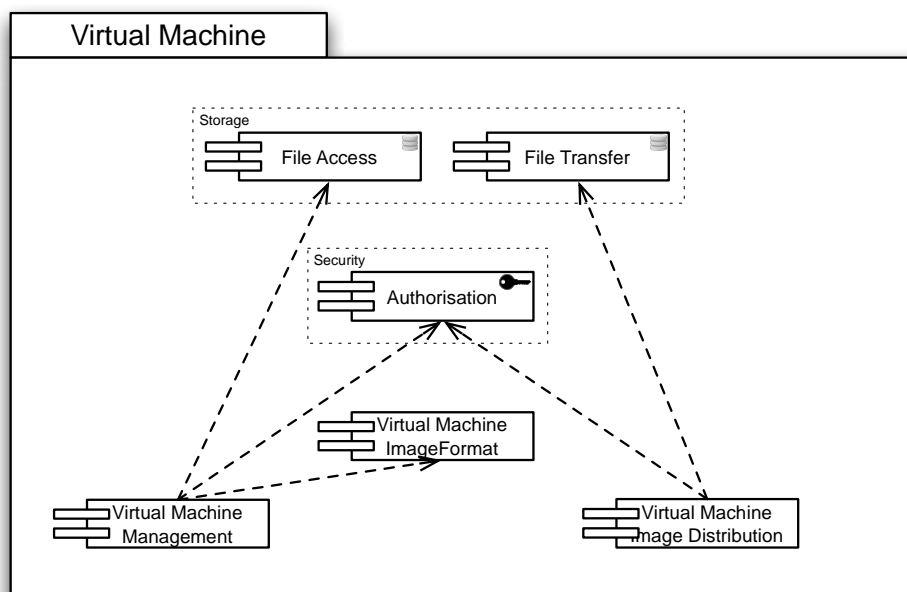 Virtual Machine
Storage
File Access
File Transfer
Security
Authorisation
Virtual Machine
ImageFormat
Virtual Machine
Management
Virtual Machine
Image Distribution